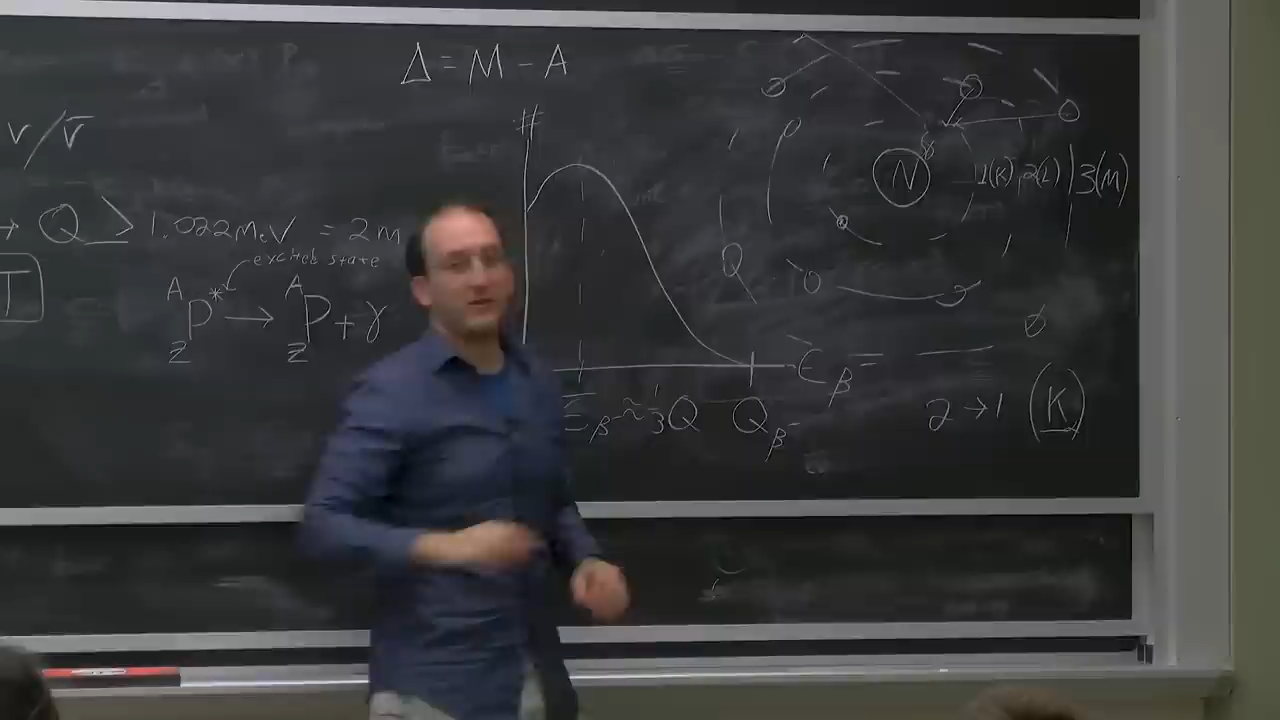 Δ = M - A
ν/ν̄
→ Q ≥ 1.022 MeV = 2m
excited state
A Z P* → A Z P + γ
T
#
Ē β⁻ ≈ 1/3 Q
Q β⁻
E β⁻
N
1(K), 2(L) 3(M)
2 → 1 (K)